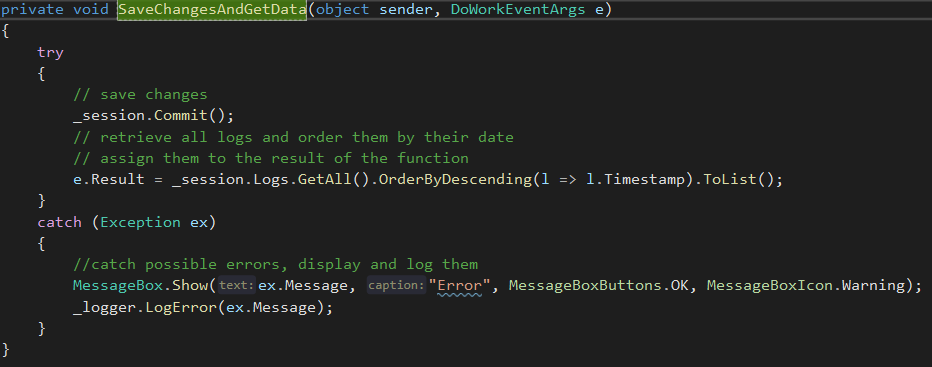 private void SaveChangesAndGetData(object sender, DoWorkEventArgs e)
{
    try
    {
        // save changes
        _session.Commit();
        // retrieve all logs and order them by their date
        // assign them to the result of the function
        e.Result = _session.Logs.GetAll().OrderByDescending(l => l.Timestamp).ToList();
    }
    catch (Exception ex)
    {
        //catch possible errors, display and log them
        MessageBox.Show(text: ex.Message, caption: "Error", MessageBoxButtons.OK, MessageBoxIcon.Warning);
        _logger.LogError(ex.Message);
    }
}